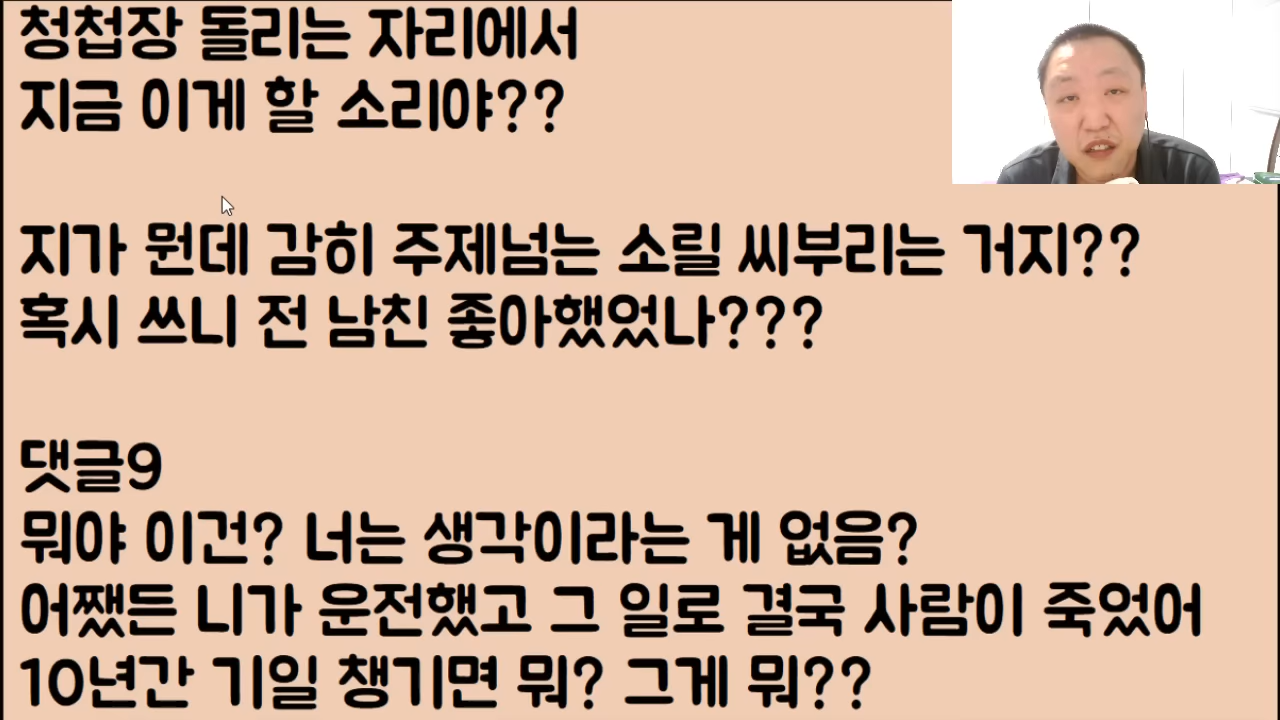 청첩장 돌리는 자리에서
지금 이게 할 소리야??
지가 뭔데 감히 주제넘는 소릴 씨부리는 거지??
혹시 쓰니 전 남친 좋아했었나???
댓글9
뭐야 이건? 너는 생각이라는 게 없음?
어쨌든 니가 운전했고 그 일로 결국 사람이 죽었어
10년간 기일 챙기면 뭐? 그게 뭐??